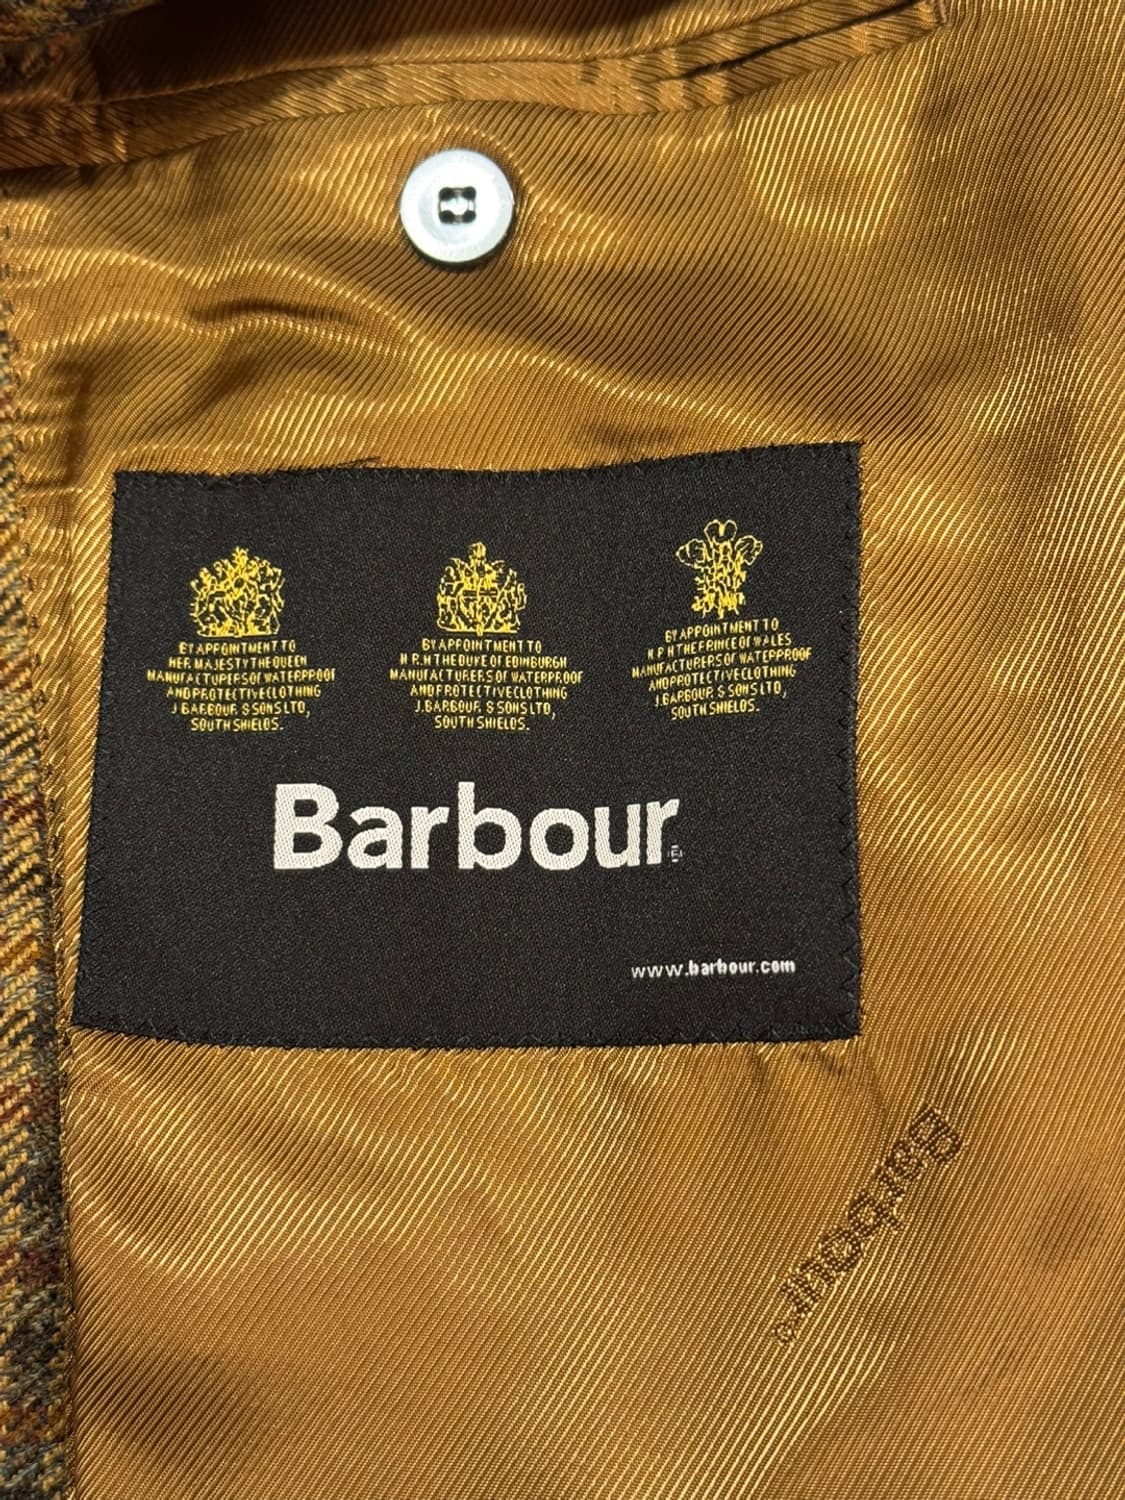 BY APPOINTMENT TO
HER MAJESTY THE QUEEN
MANUFACTURERS OF WATERPROOF
AND PROTECTIVE CLOTHING
J. BARBOUR & SONS LTD,
SOUTH SHIELDS.
BY APPOINTMENT TO
H.R.H THE DUKE OF EDINBURGH
MANUFACTURERS OF WATERPROOF
AND PROTECTIVE CLOTHING
J. BARBOUR & SONS LTD,
SOUTH SHIELDS.
BY APPOINTMENT TO
H.R.H THE PRINCE OF WALES
MANUFACTURERS OF WATERPROOF
AND PROTECTIVE CLOTHING
J. BARBOUR & SONS LTD,
SOUTH SHIELDS.
Barbour®
www.barbour.com
Barbour®